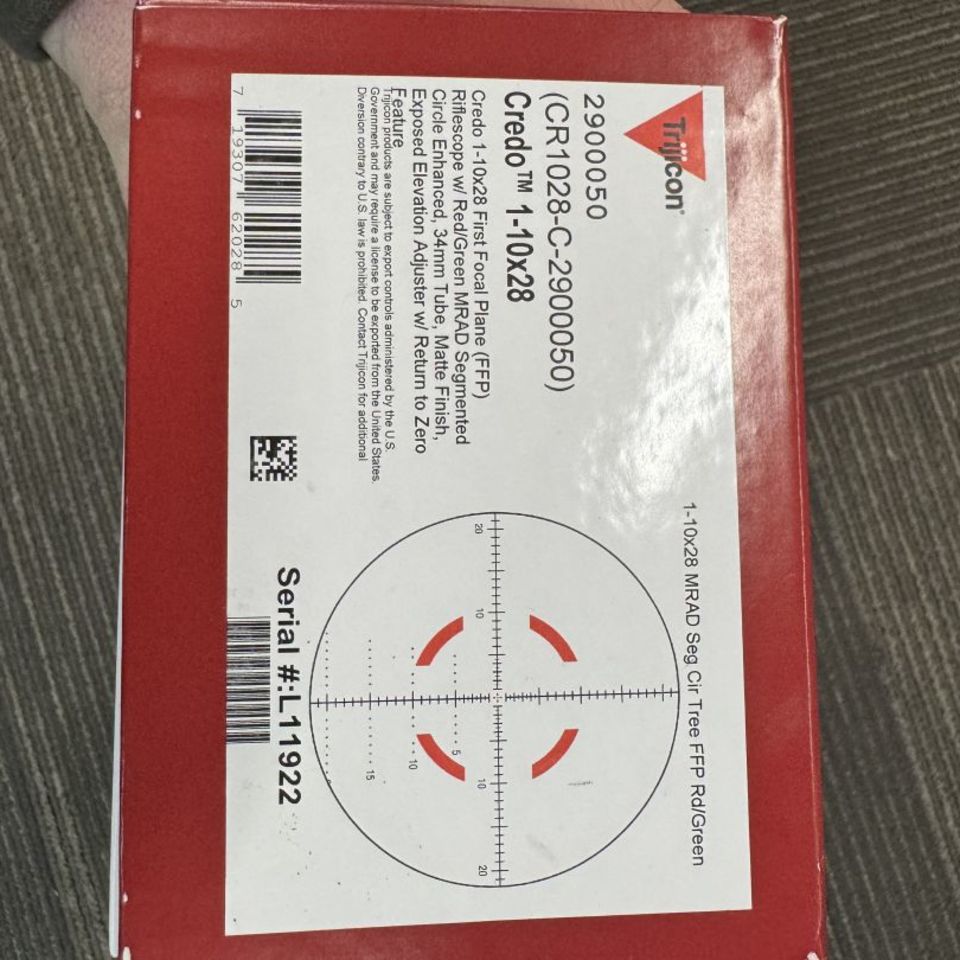 Trijicon®
2900050
(CR1028-C-2900050)
Credo™ 1-10x28
Credo 1-10x28 First Focal Plane (FFP)
Riflescope w/ Red/Green MRAD Segmented
Circle Enhanced, 34mm Tube, Matte Finish,
Exposed Elevation Adjuster w/ Return to Zero
Feature
Trijicon products are subject to export controls administered by the U.S.
Government and may require a license to be exported from the United States.
Diversion contrary to U.S. law is prohibited. Contact Trijicon for additional
7 19307 62028 5
1-10x28 MRAD Seg Cir Tree FFP Rd/Green
20 10 10 20
5
10
15
Serial #:L11922